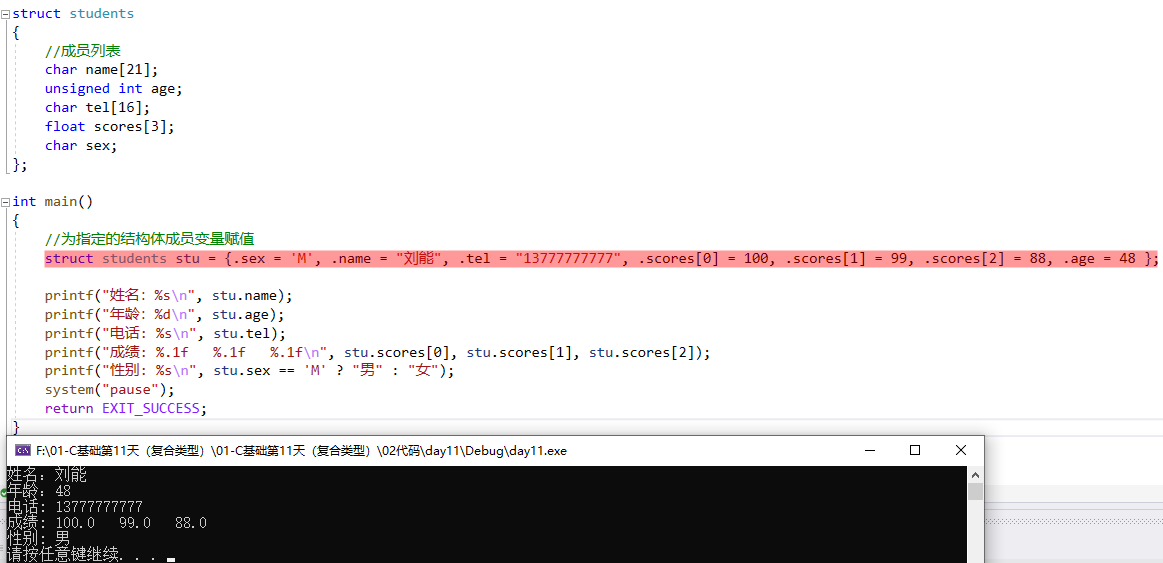 struct students
{
//成员列表
char name[21];
unsigned int age;
char tel[16];
float scores[3];
char sex;
};
int main()
{
//为指定的结构体成员变量赋值
struct students stu = {.sex = 'M', .name = "刘能", .tel = "13777777777", .scores[0] = 100, .scores[1] = 99, .scores[2] = 88, .age = 48 };
printf("姓名: %s\n", stu.name);
printf("年龄: %d\n", stu.age);
printf("电话: %s\n", stu.tel);
printf("成绩: %.1f   %.1f   %.1f\n", stu.scores[0], stu.scores[1], stu.scores[2]);
printf("性别: %s\n", stu.sex == 'M' ? "男" : "女");
system("pause");
return EXIT_SUCCESS;
}
F:\01-C基础第11天（复合类型）\01-C基础第11天（复合类型）\02代码\day11\Debug\day11.exe
姓名: 刘能
年龄: 48
电话: 13777777777
成绩: 100.0   99.0   88.0
性别: 男
请按任意键继续. . .